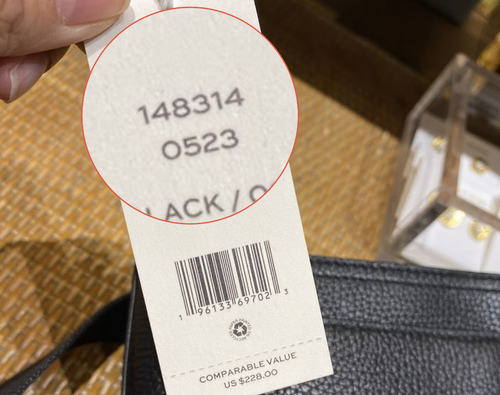 148314
0523
LACK / O
1 96133 69702 3
COMPARABLE VALUE
US $228.00